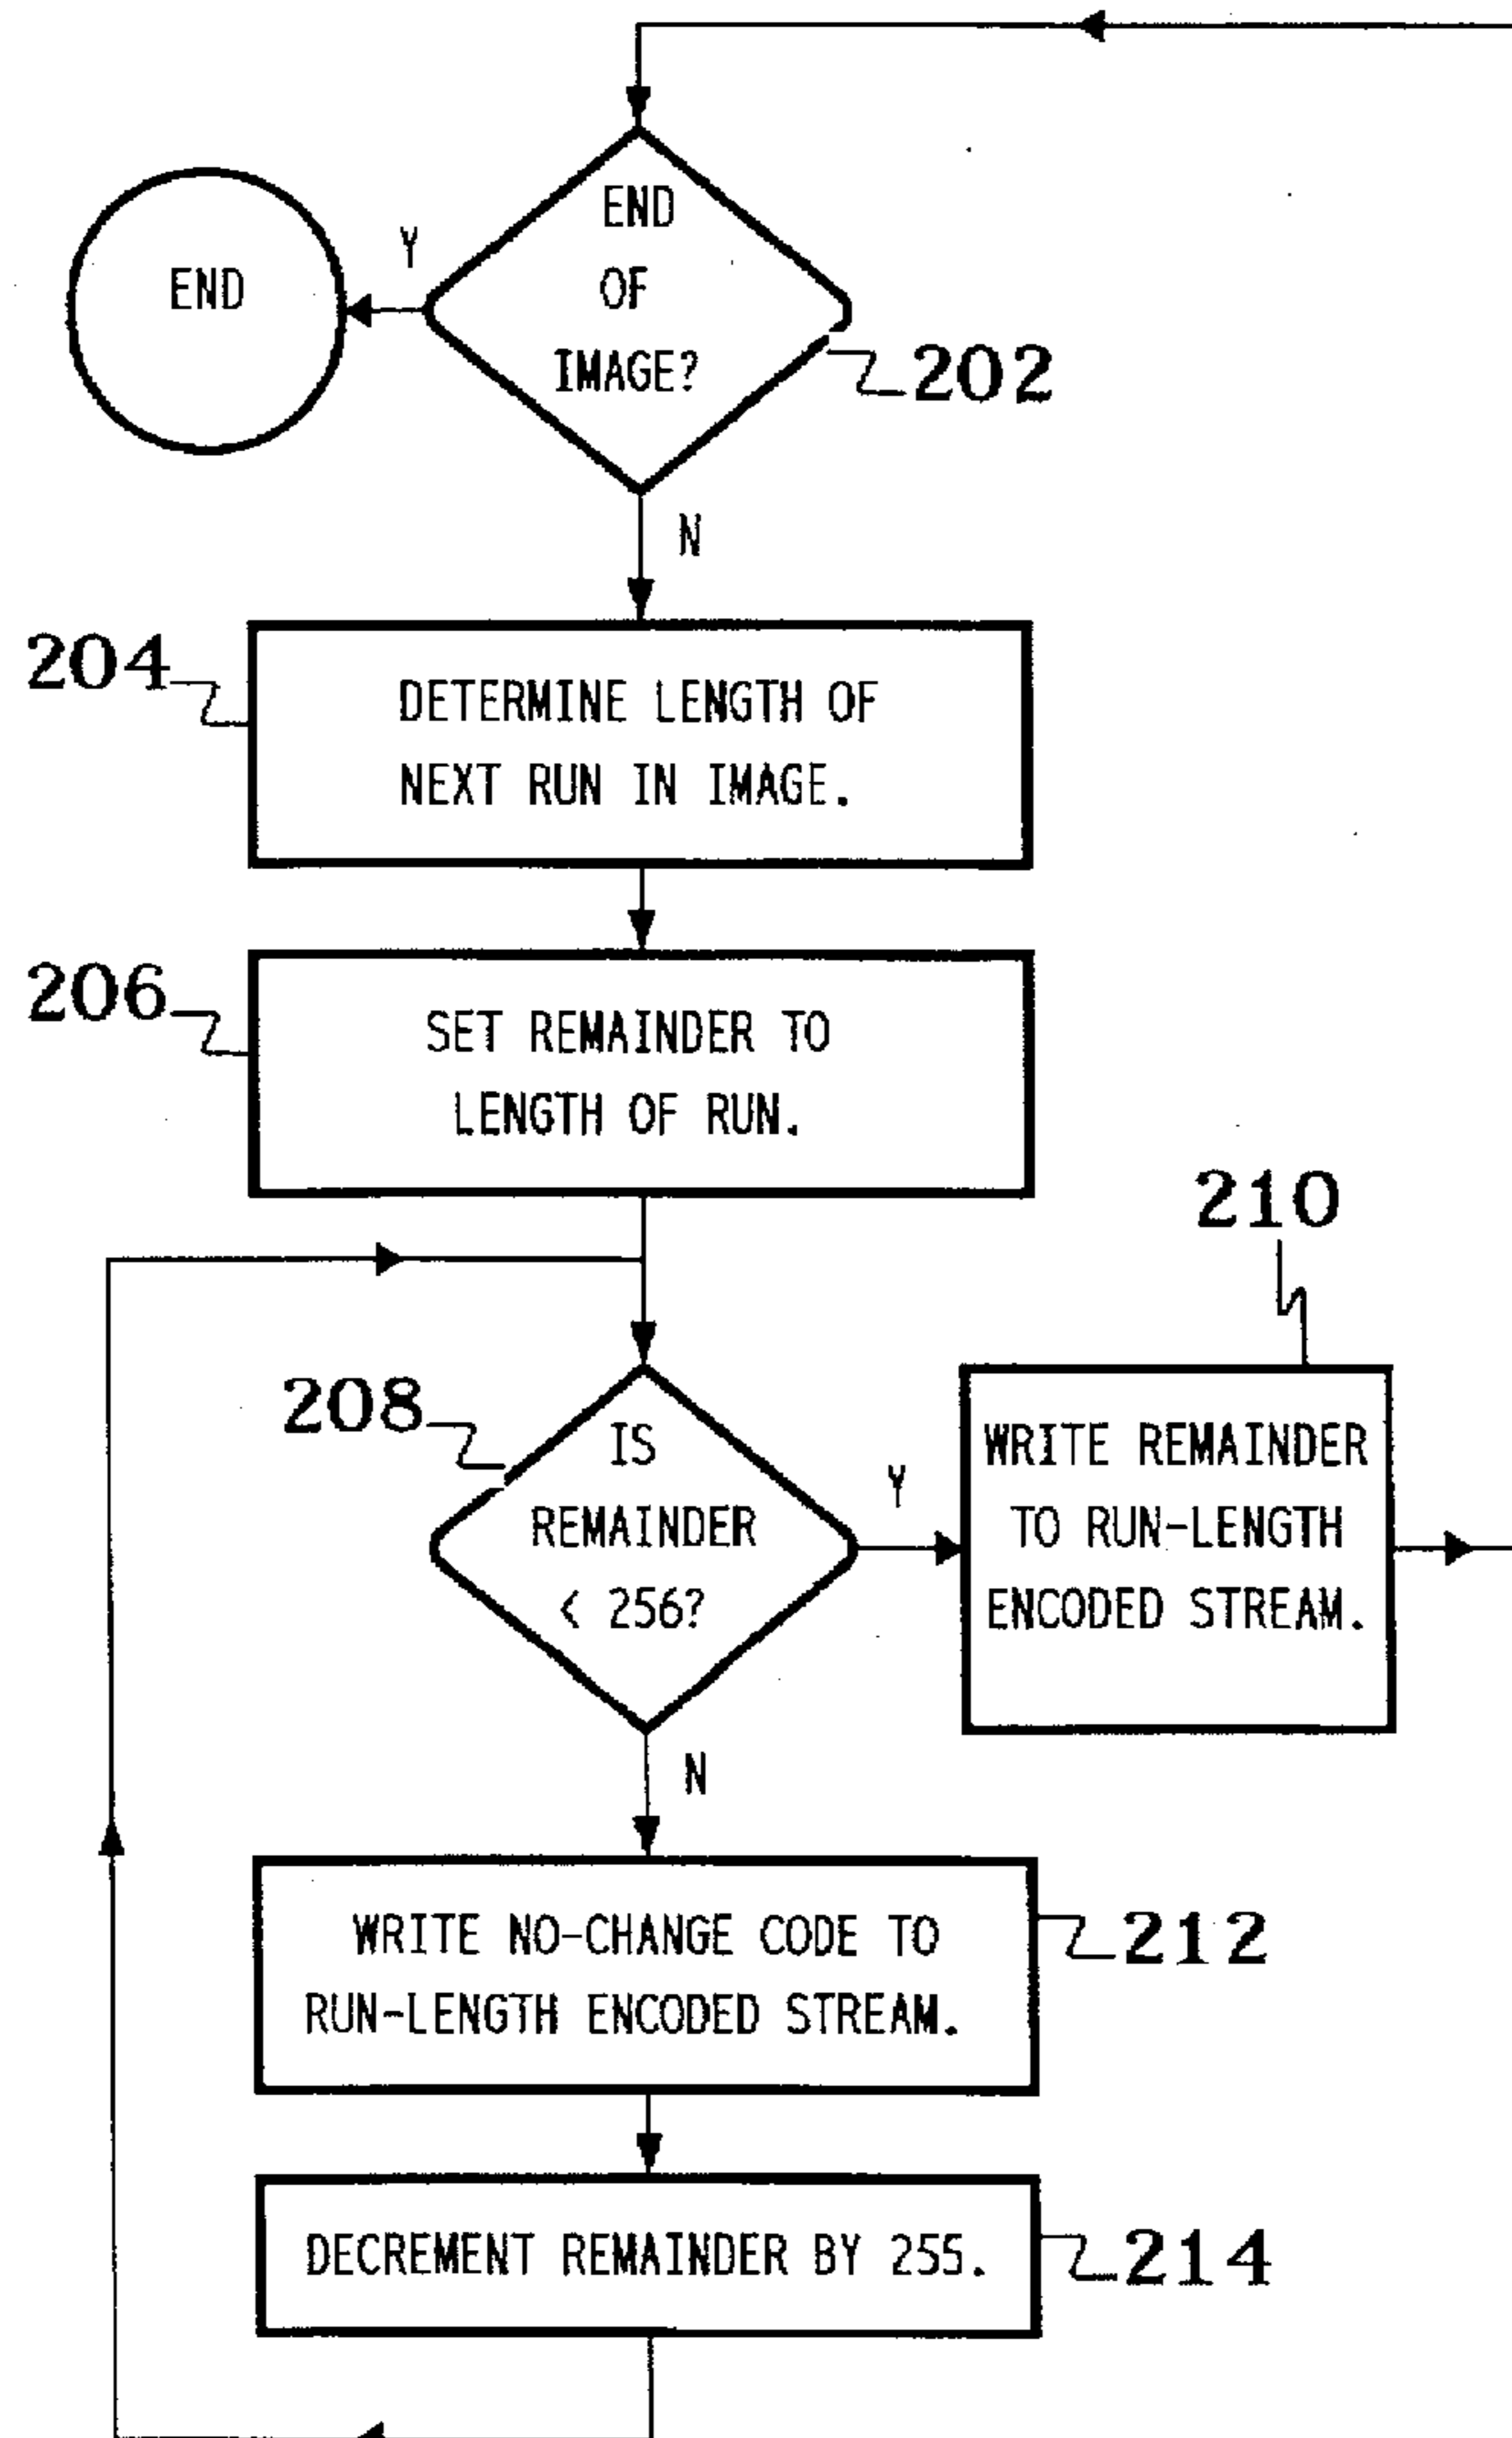 END
OF
IMAGE?
Y
END
202
N
204
DETERMINE LENGTH OF
NEXT RUN IN IMAGE.
206
SET REMAINDER TO
LENGTH OF RUN.
208
IS
REMAINDER
< 256?
Y
210
WRITE REMAINDER
TO RUN-LENGTH
ENCODED STREAM.
N
WRITE NO-CHANGE CODE TO
RUN-LENGTH ENCODED STREAM.
212
DECREMENT REMAINDER BY 255.
214